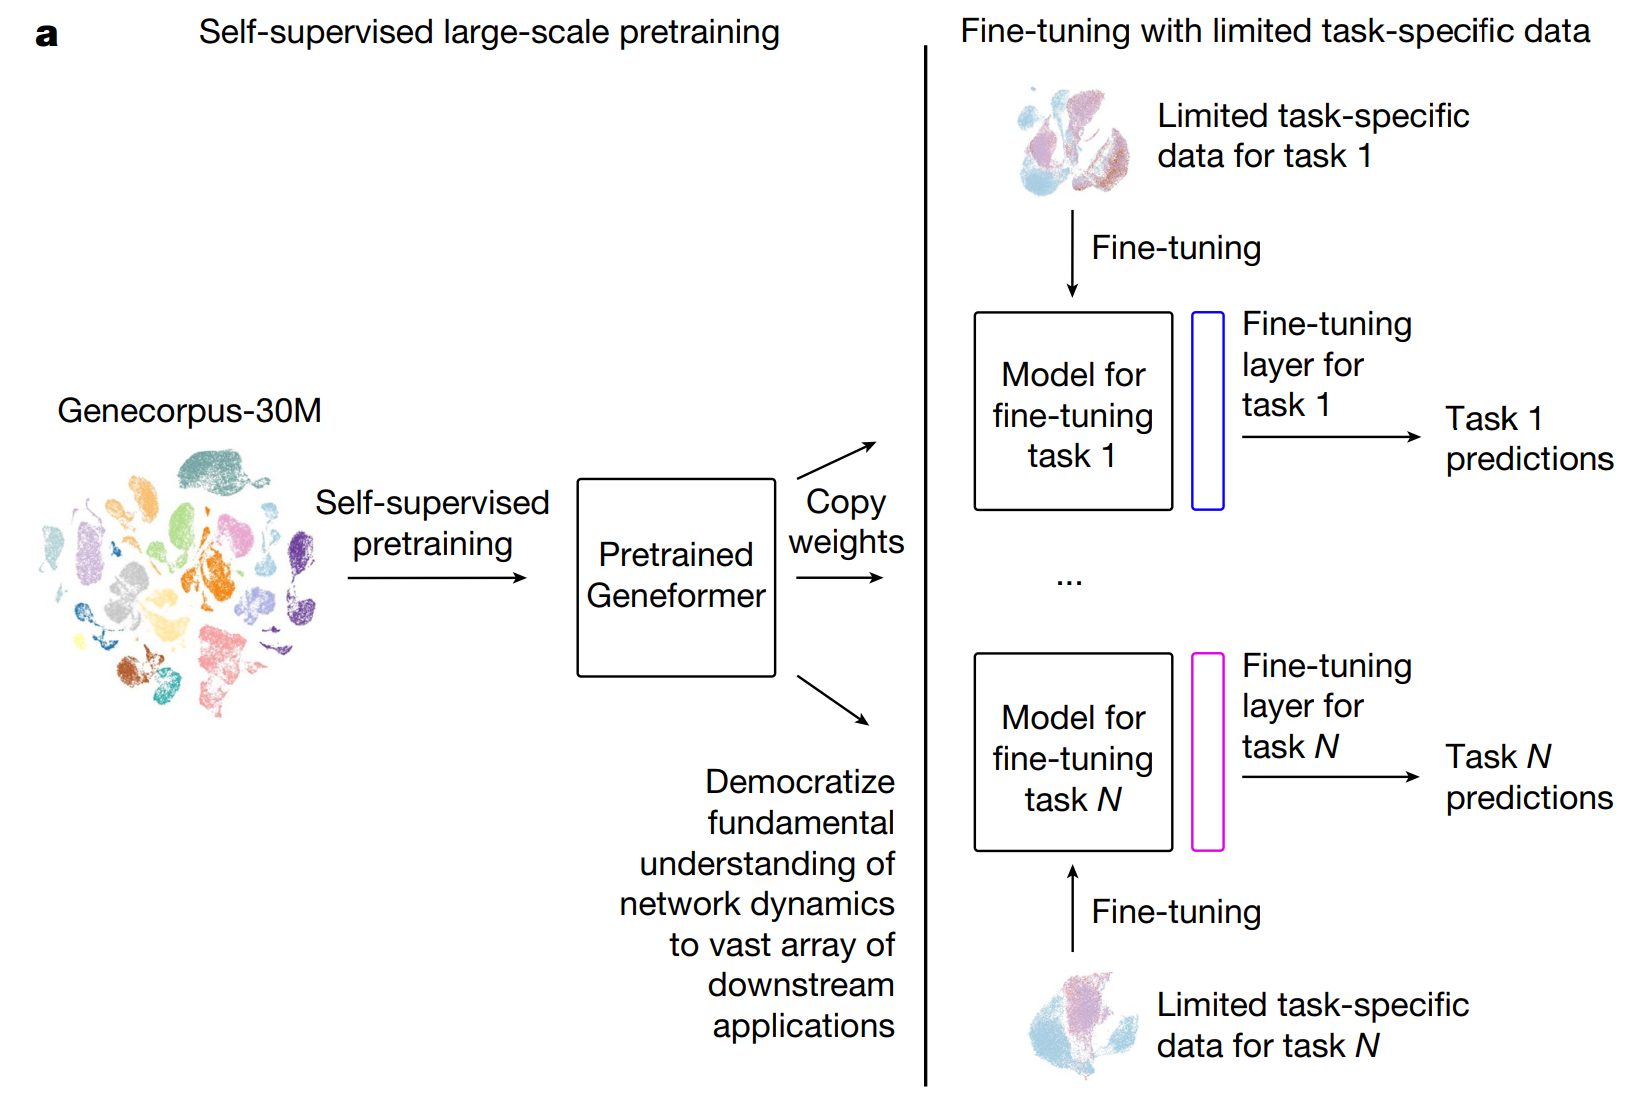 a
Self-supervised large-scale pretraining
Fine-tuning with limited task-specific data
Genecorpus-30M
Self-supervised
pretraining
Pretrained
Geneformer
Copy
weights
Democratize
fundamental
understanding of
network dynamics
to vast array of
downstream
applications
Limited task-specific
data for task 1
Fine-tuning
Model for
fine-tuning
task 1
Fine-tuning
layer for
task 1
Task 1
predictions
...
Model for
fine-tuning
task N
Fine-tuning
layer for
task N
Task N
predictions
Fine-tuning
Limited task-specific
data for task N